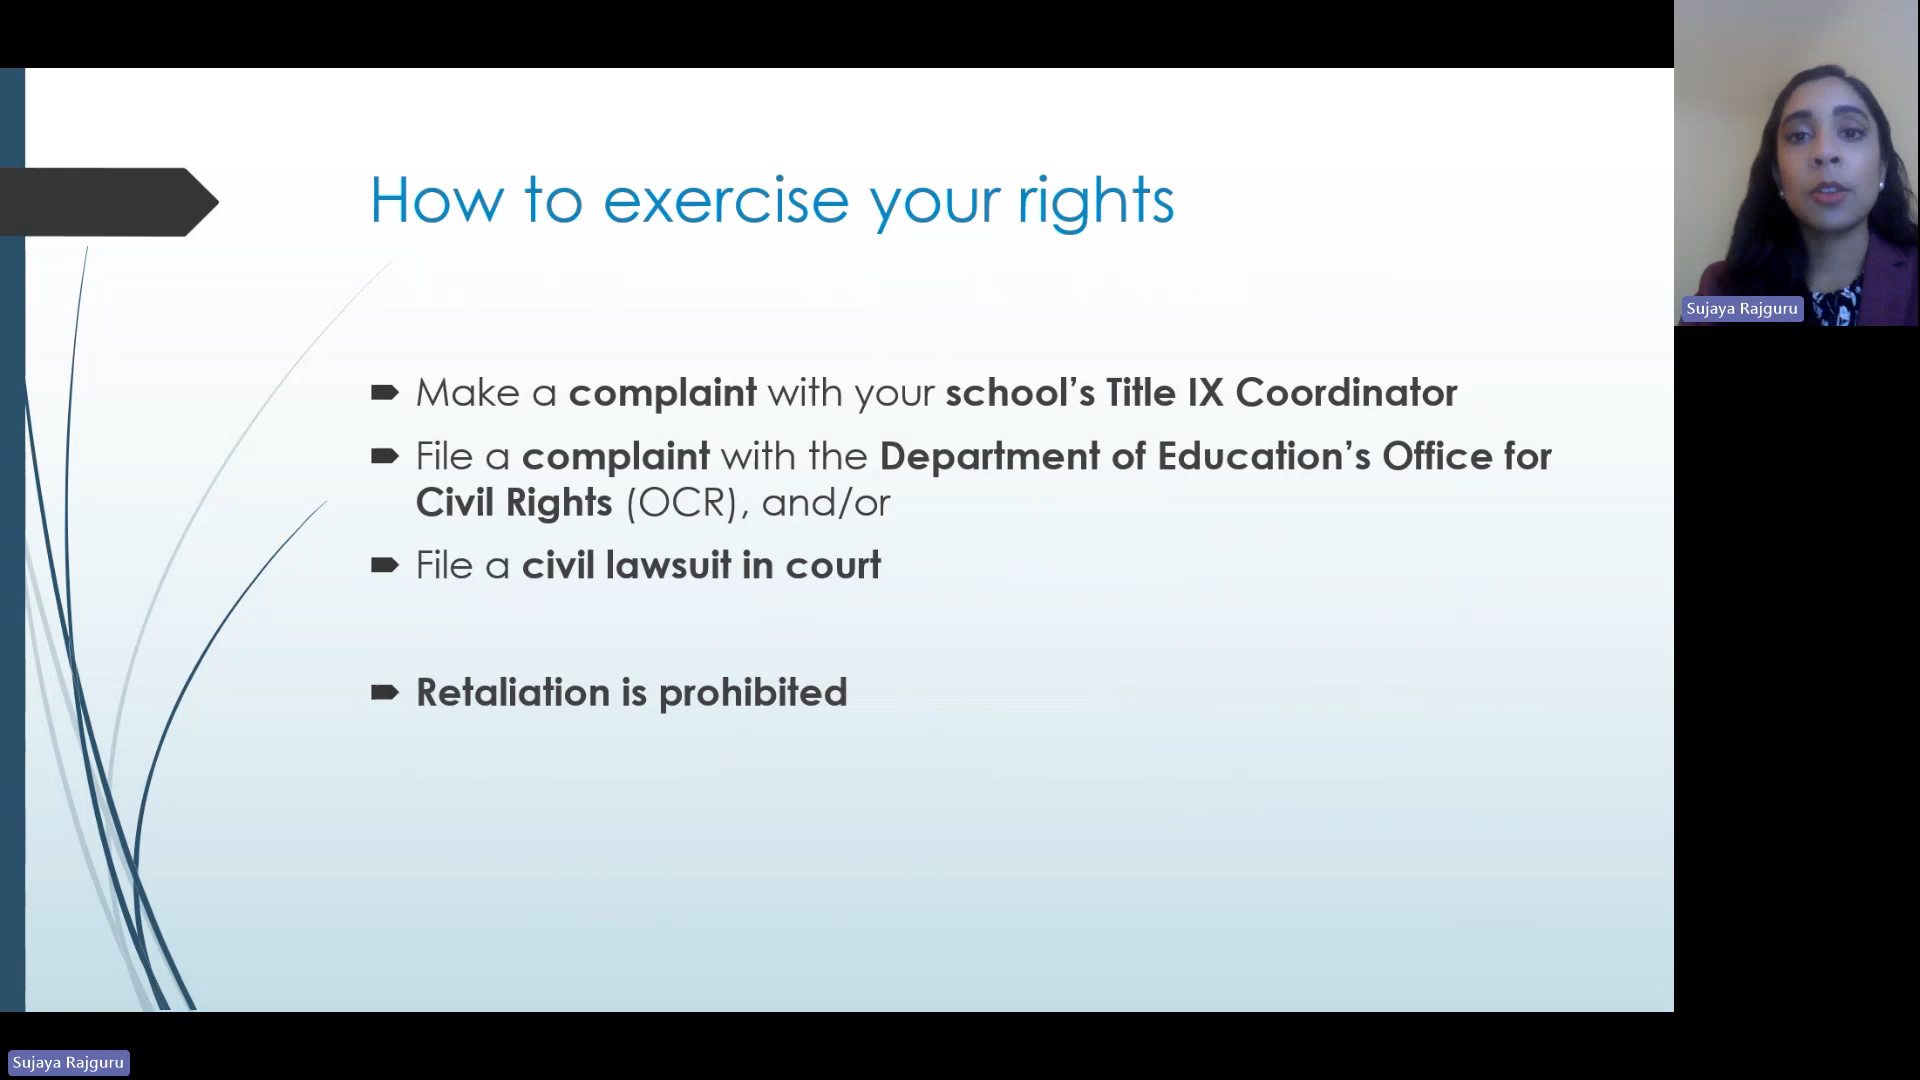 How to exercise your rights
Make a complaint with your school’s Title IX Coordinator
File a complaint with the Department of Education’s Office for
Civil Rights (OCR), and/or
File a civil lawsuit in court
Retaliation is prohibited
Sujaya Rajguru
Sujaya Rajguru